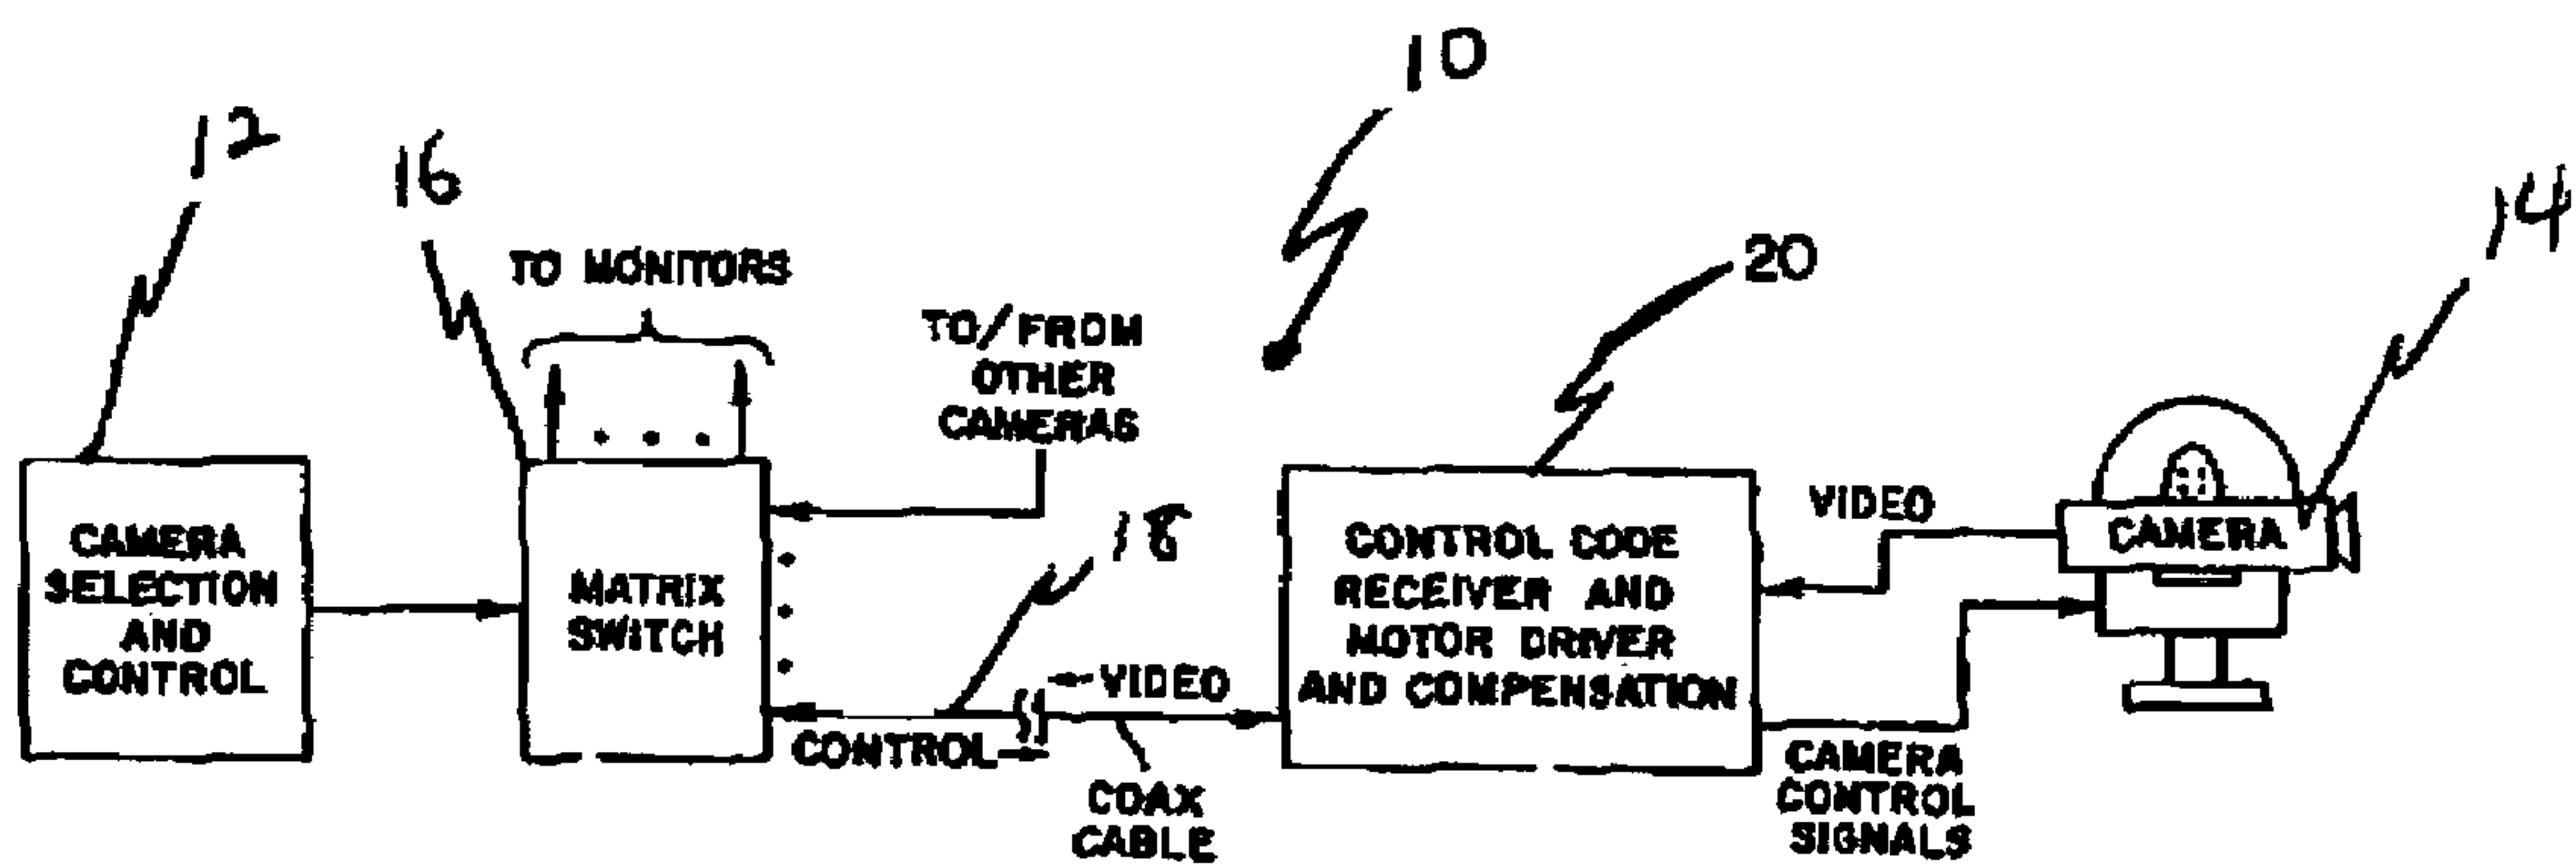 10
12
16
TO MONITORS
20
14
TO/FROM
OTHER
CAMERAS
CAMERA
SELECTION
AND
CONTROL
MATRIX
SWITCH
18
VIDEO
CONTROL
COAX
CABLE
CONTROL CODE
RECEIVER AND
MOTOR DRIVER
AND COMPENSATION
VIDEO
CAMERA
CAMERA
CONTROL
SIGNALS